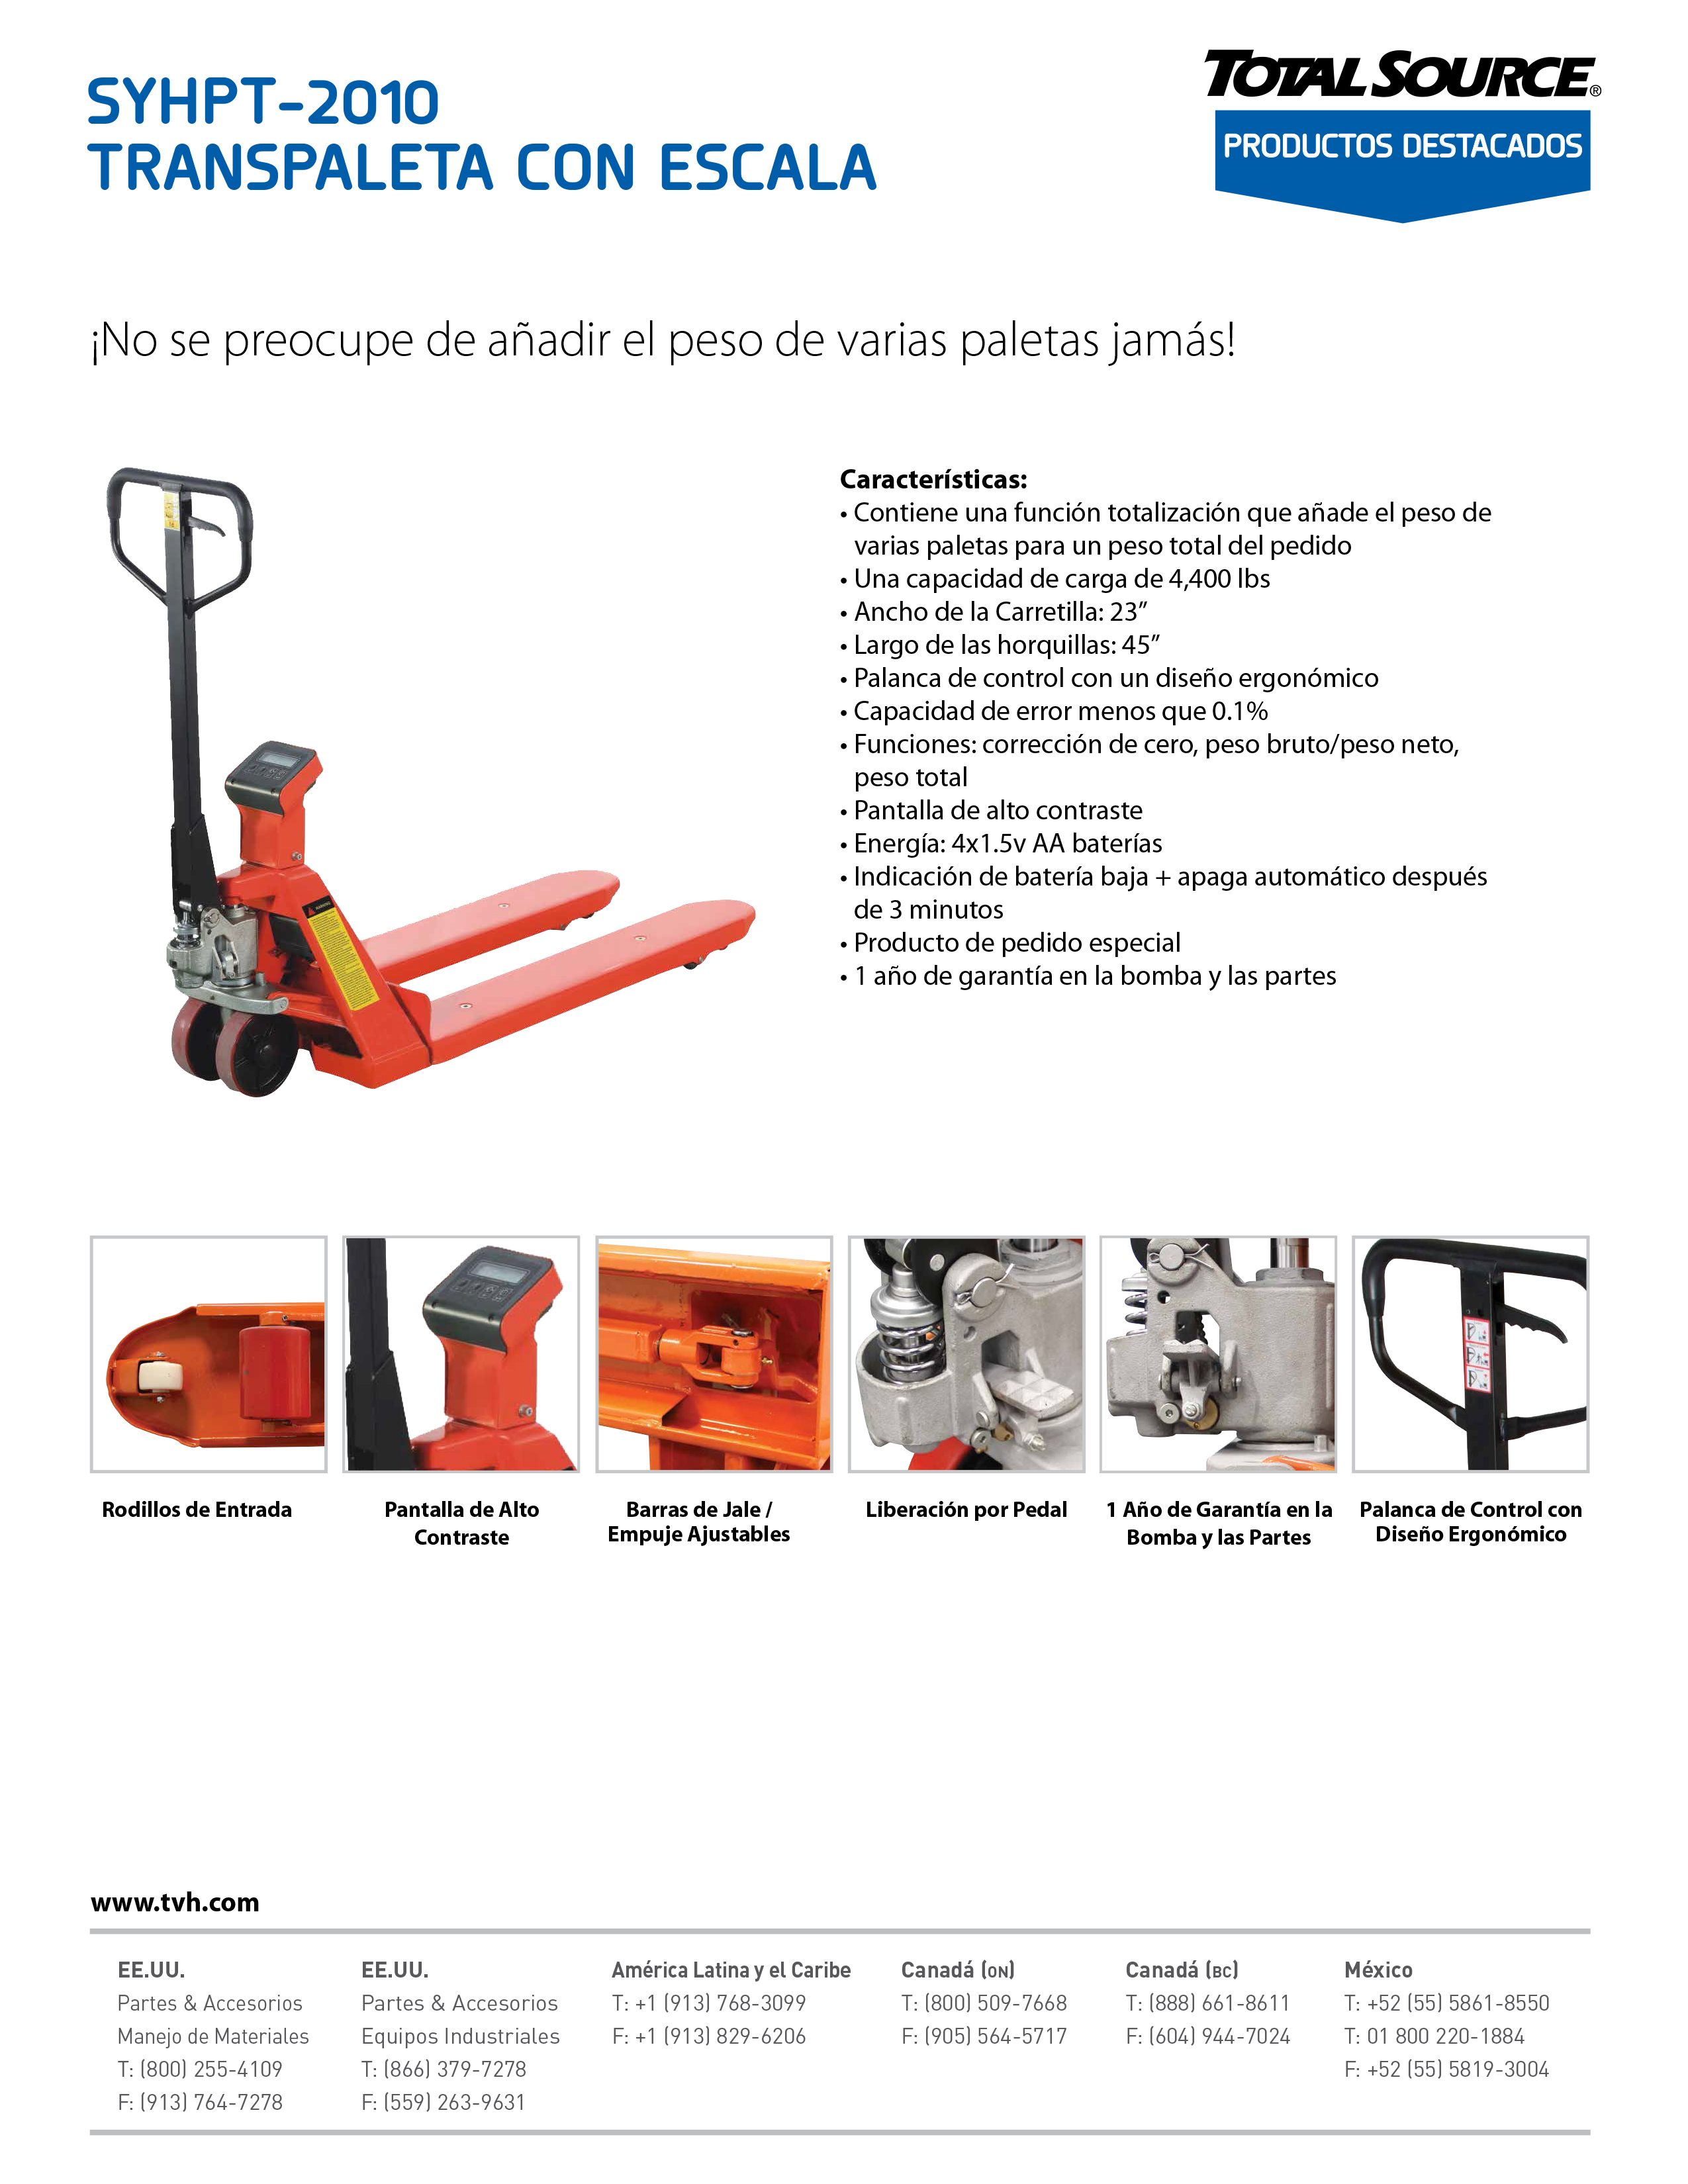 SYHPT-2010
TRANSPALETA CON ESCALA
TOTALSOURCE®
PRODUCTOS DESTACADOS
¡No se preocupe de añadir el peso de varias paletas jamás!
Características:
• Contiene una función totalización que añade el peso de
varias paletas para un peso total del pedido
• Una capacidad de carga de 4,400 lbs
• Ancho de la Carretilla: 23”
• Largo de las horquillas: 45”
• Palanca de control con un diseño ergonómico
• Capacidad de error menos que 0.1%
• Funciones: corrección de cero, peso bruto/peso neto,
peso total
• Pantalla de alto contraste
• Energía: 4x1.5v AA baterías
• Indicación de batería baja + apaga automático después
de 3 minutos
• Producto de pedido especial
• 1 año de garantía en la bomba y las partes
Rodillos de Entrada
Pantalla de Alto
Contraste
Barras de Jale /
Empuje Ajustables
Liberación por Pedal
1 Año de Garantía en la
Bomba y las Partes
Palanca de Control con
Diseño Ergonómico
www.tvh.com
EE.UU.
Partes & Accesorios
Manejo de Materiales
T: (800) 255-4109
F: (913) 764-7278
EE.UU.
Partes & Accesorios
Equipos Industriales
T: (866) 379-7278
F: (559) 263-9631
América Latina y el Caribe
T: +1 (913) 768-3099
F: +1 (913) 829-6206
Canadá (ON)
T: (800) 509-7668
F: (905) 564-5717
Canadá (BC)
T: (888) 661-8611
F: (604) 944-7024
México
T: +52 (55) 5861-8550
T: 01 800 220-1884
F: +52 (55) 5819-3004